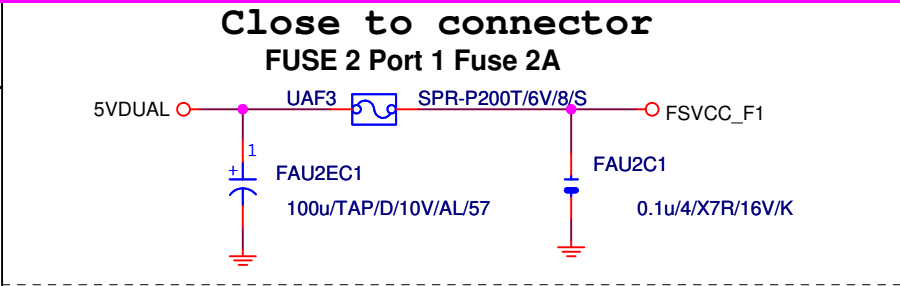 Close to connector
FUSE 2 Port 1 Fuse 2A
UAF3
SPR-P200T/6V/8/S
5VDUAL
FSVCC_F1
1
+
FAU2EC1
100u/TAP/D/10V/AL/57
FAU2C1
0.1u/4/X7R/16V/K